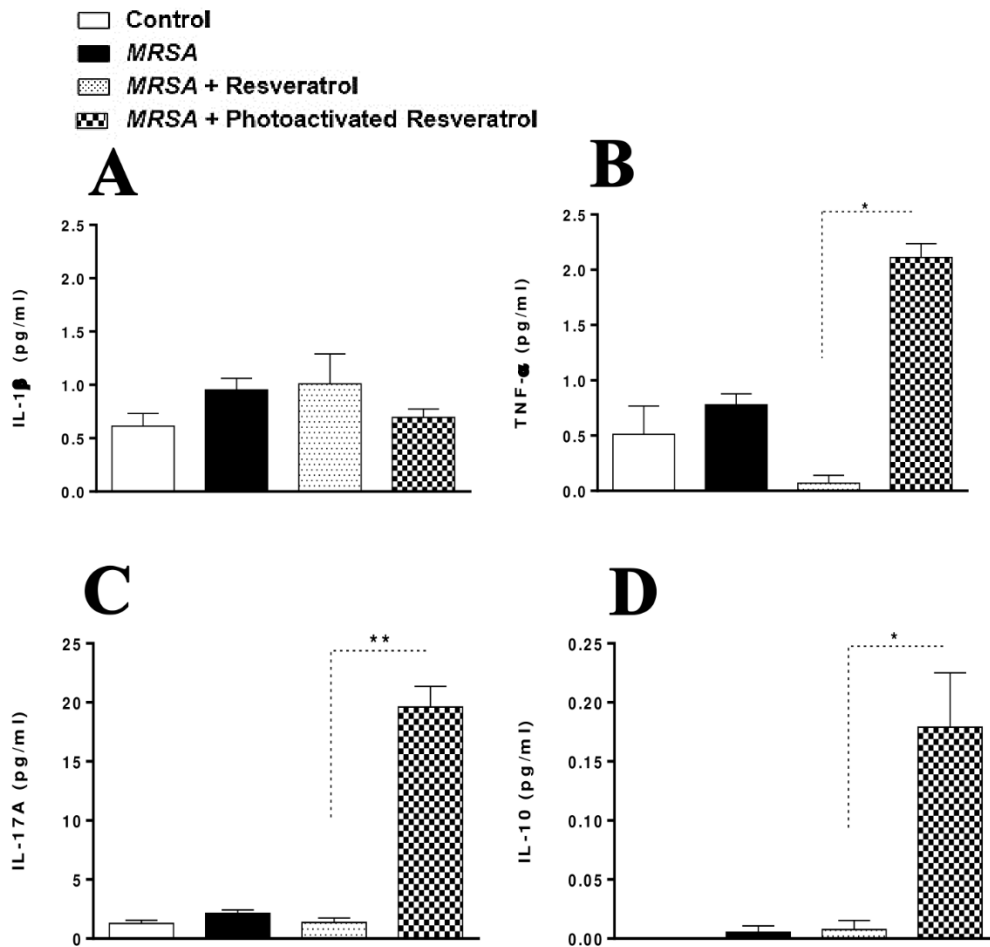 Control
MRSA
MRSA + Resveratrol
MRSA + Photoactivated Resveratrol
A
IL-1β (pg/ml)
2.5
2.0
1.5
1.0
0.5
0.0
B
TNF-α (pg/ml)
2.5
2.0
1.5
1.0
0.5
0.0
*
C
IL-17A (pg/ml)
25
20
15
10
5
0
**
D
IL-10 (pg/ml)
0.25
0.20
0.15
0.10
0.05
0.00
*